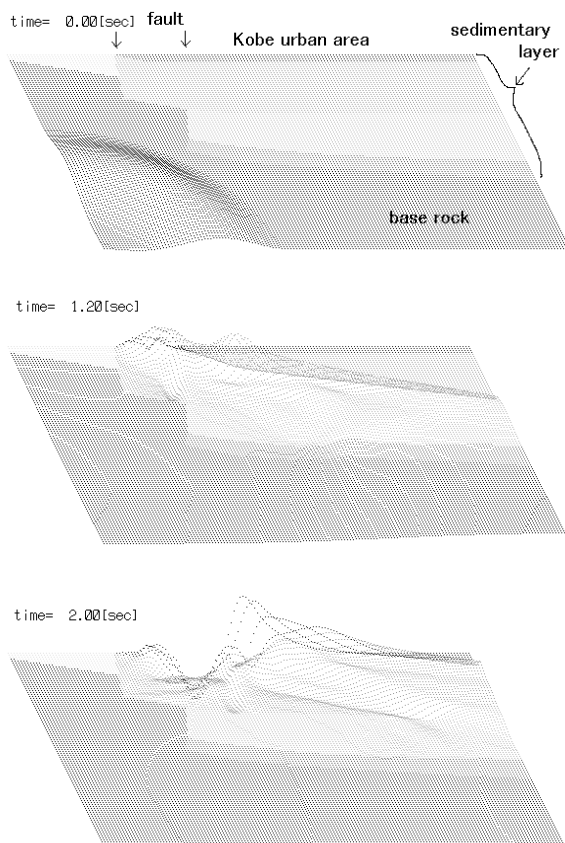 time= 0.00[sec] fault
Kobe urban area
sedimentary
layer
base rock
time= 1.20[sec]
time= 2.00[sec]